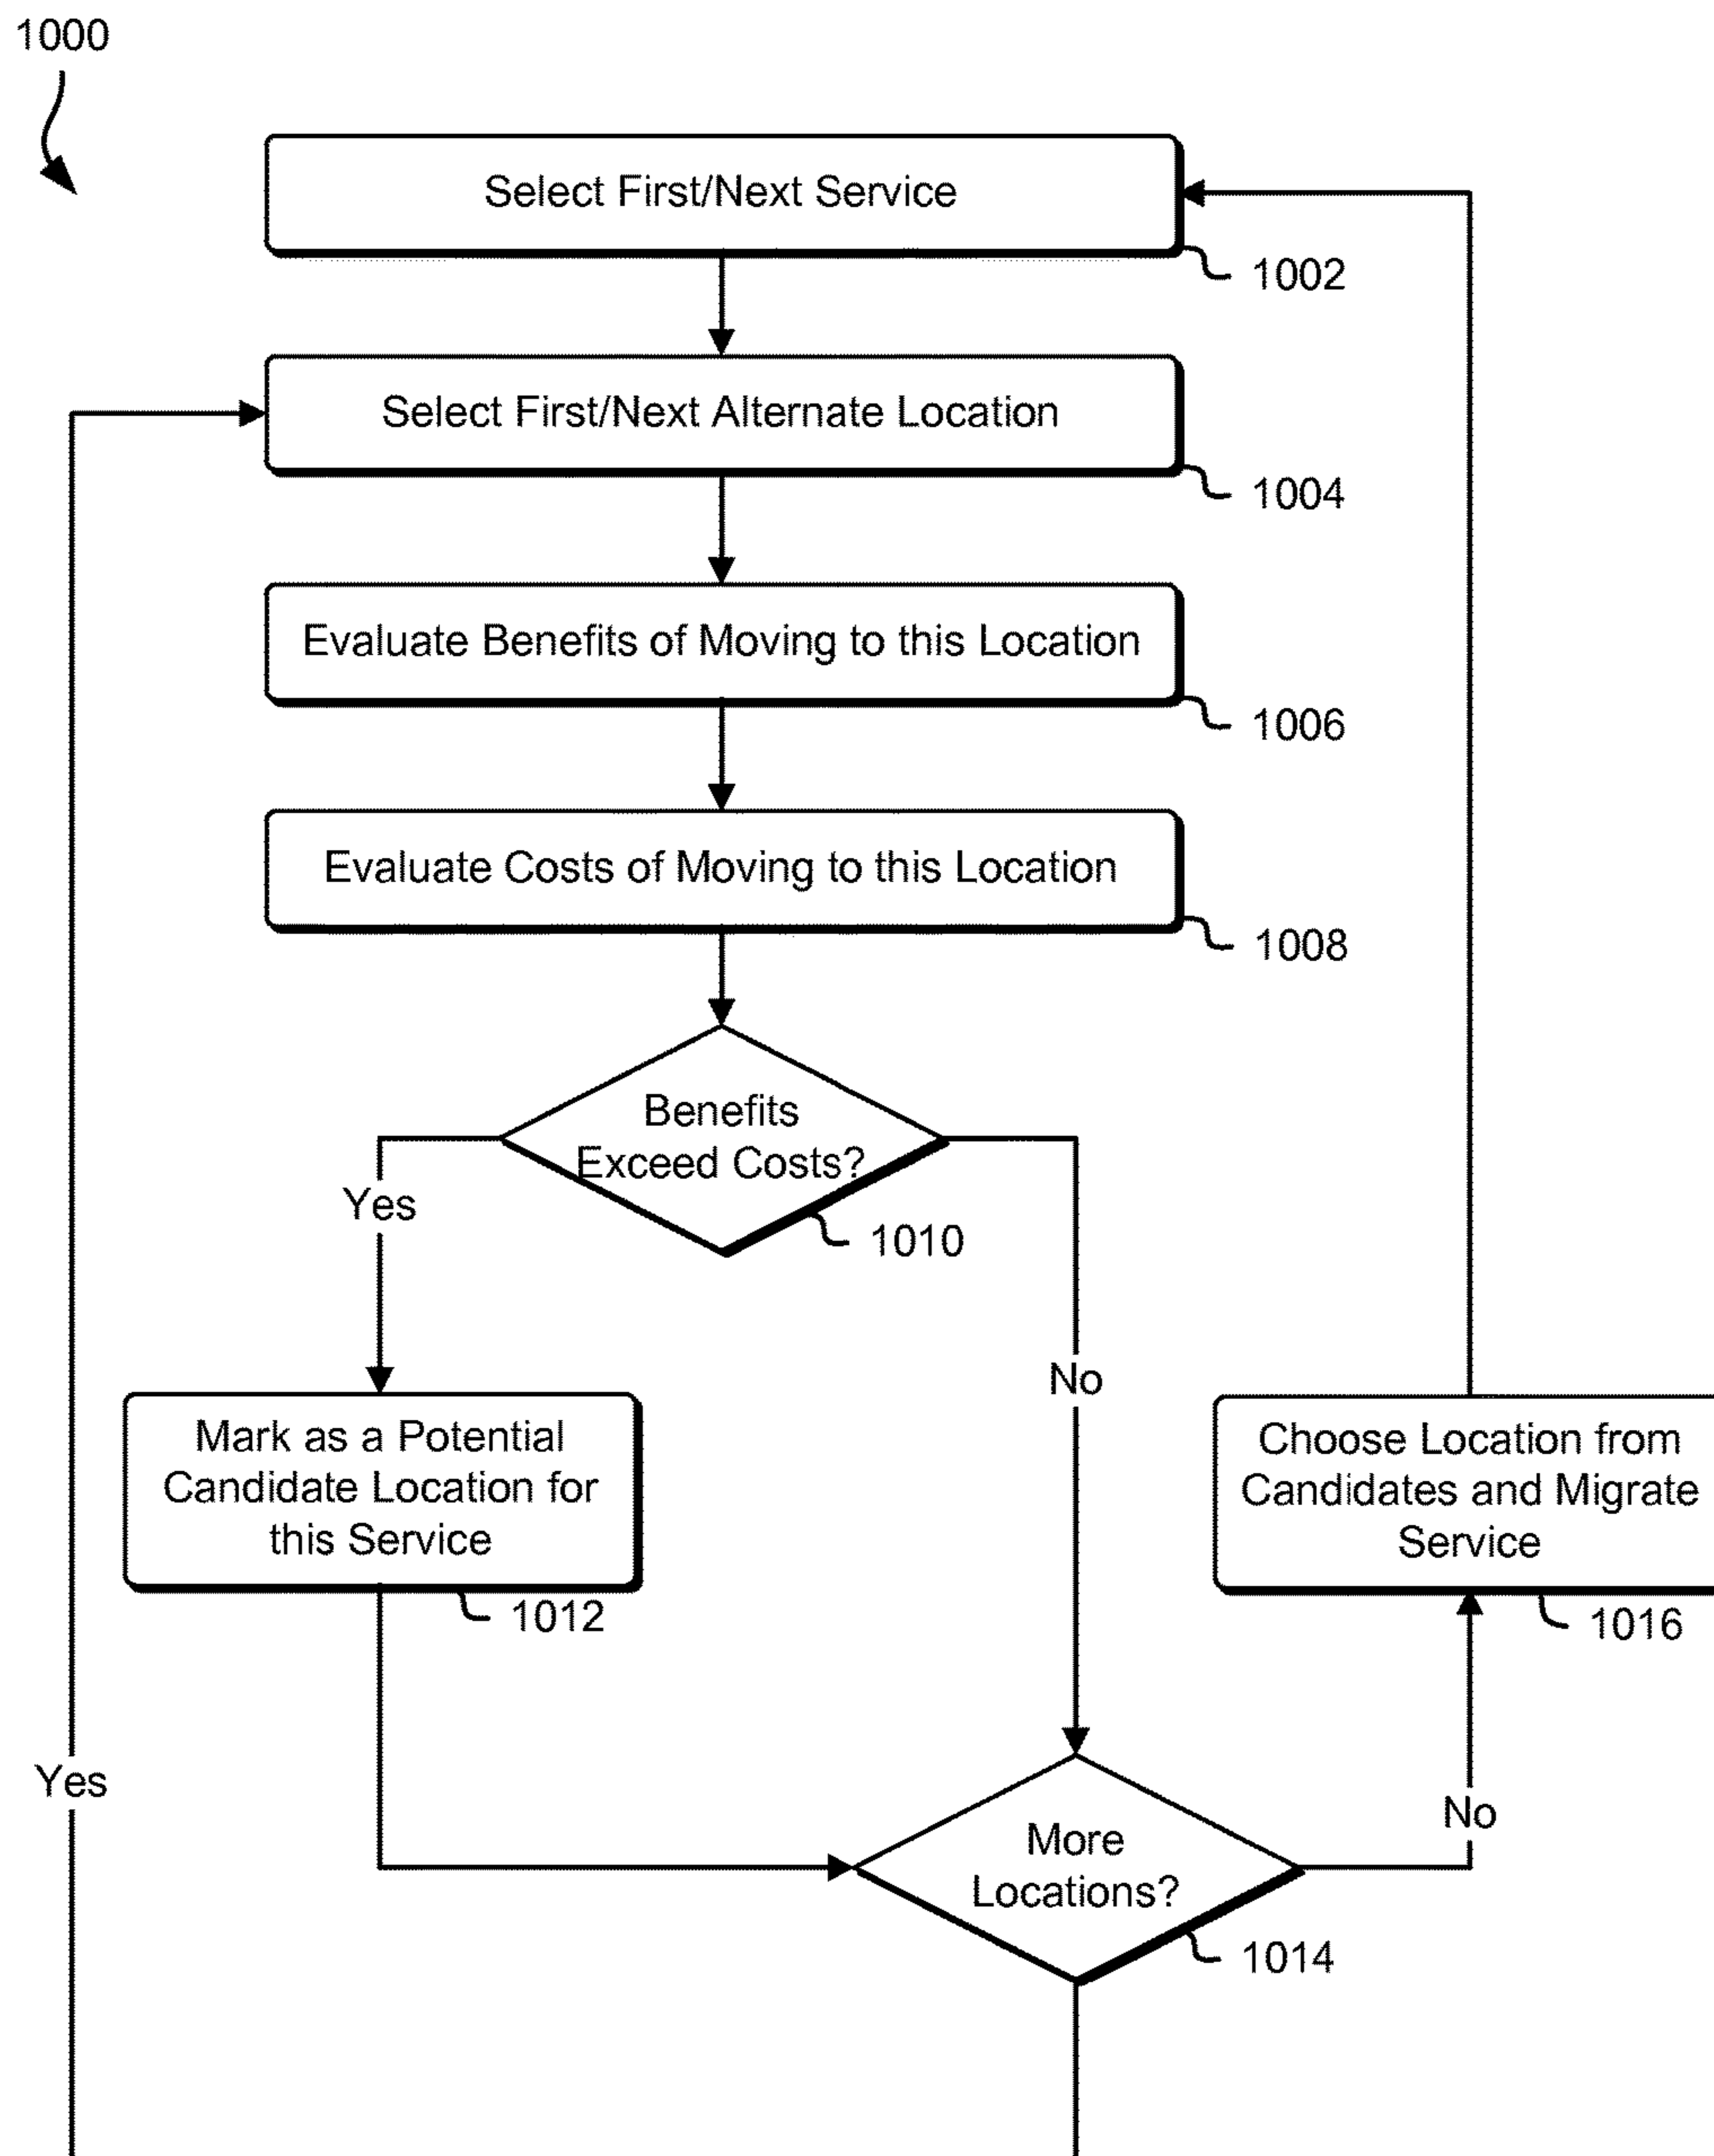 1000
Select First/Next Service
1002
Select First/Next Alternate Location
1004
Evaluate Benefits of Moving to this Location
1006
Evaluate Costs of Moving to this Location
1008
Benefits
Exceed Costs?
1010
Yes
No
Mark as a Potential
Candidate Location for
this Service
1012
Choose Location from
Candidates and Migrate
Service
1016
Yes
More
Locations?
1014
No